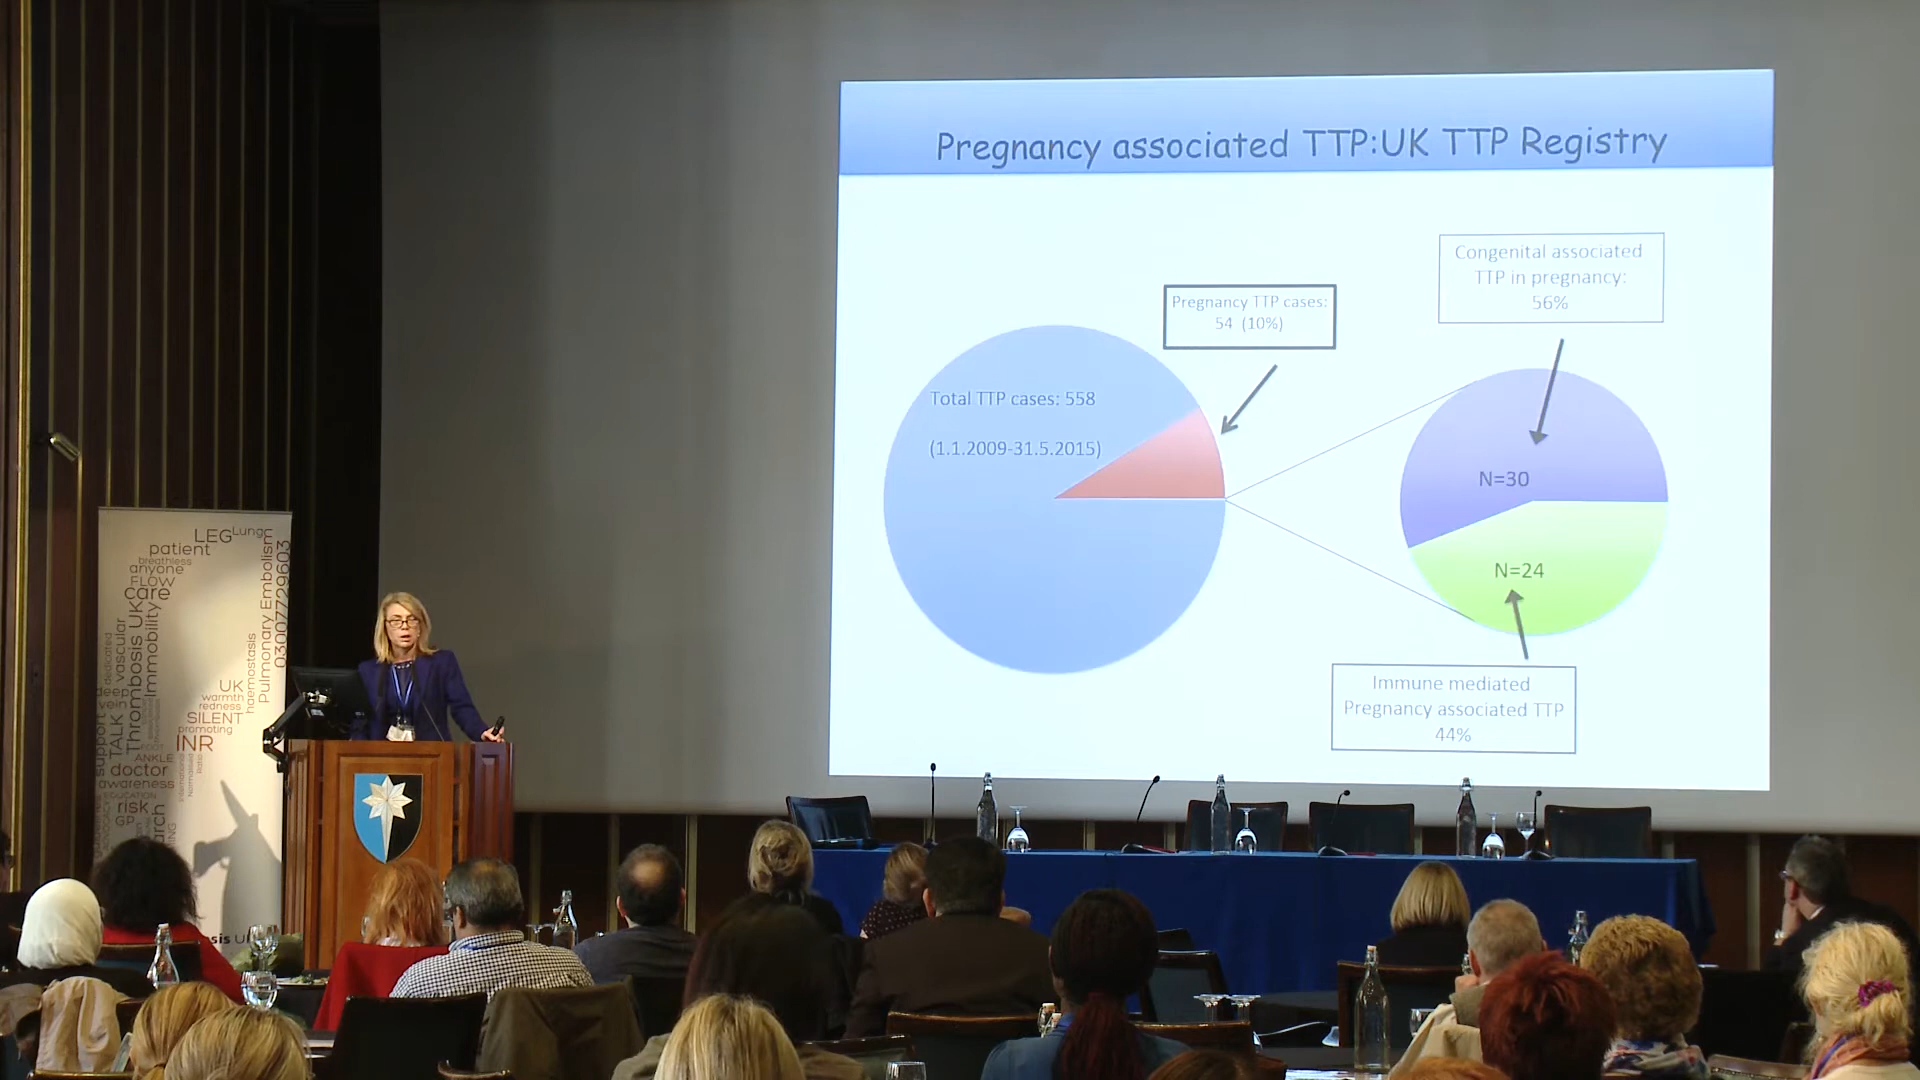 Pregnancy associated TTP:UK TTP Registry
Congenital associated
TTP in pregnancy:
56%
Pregnancy TTP cases:
54 (10%)
Total TTP cases: 558
(1.1.2009-31.5.2015)
N=30
N=24
Immune mediated
Pregnancy associated TTP
44%
LEG
Lung
patient
breathless
anyone
FLOW
care
Thrombosis UK
Immobility
vascular
dedicated
Pulmonary Embolism
03007729603
haemostasis
deep
vein
support
TALK
UK
warmth
redness
SILENT
promoting
INR
ANKLE
doctor
awareness
EDUCATION
risk
GP